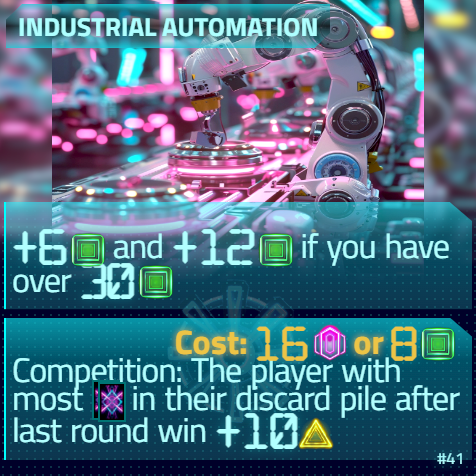 INDUSTRIAL AUTOMATION
+6 and +12 if you have
over 30
Cost: 16 or 8
Competition: The player with
most in their discard pile after
last round win +10
#41